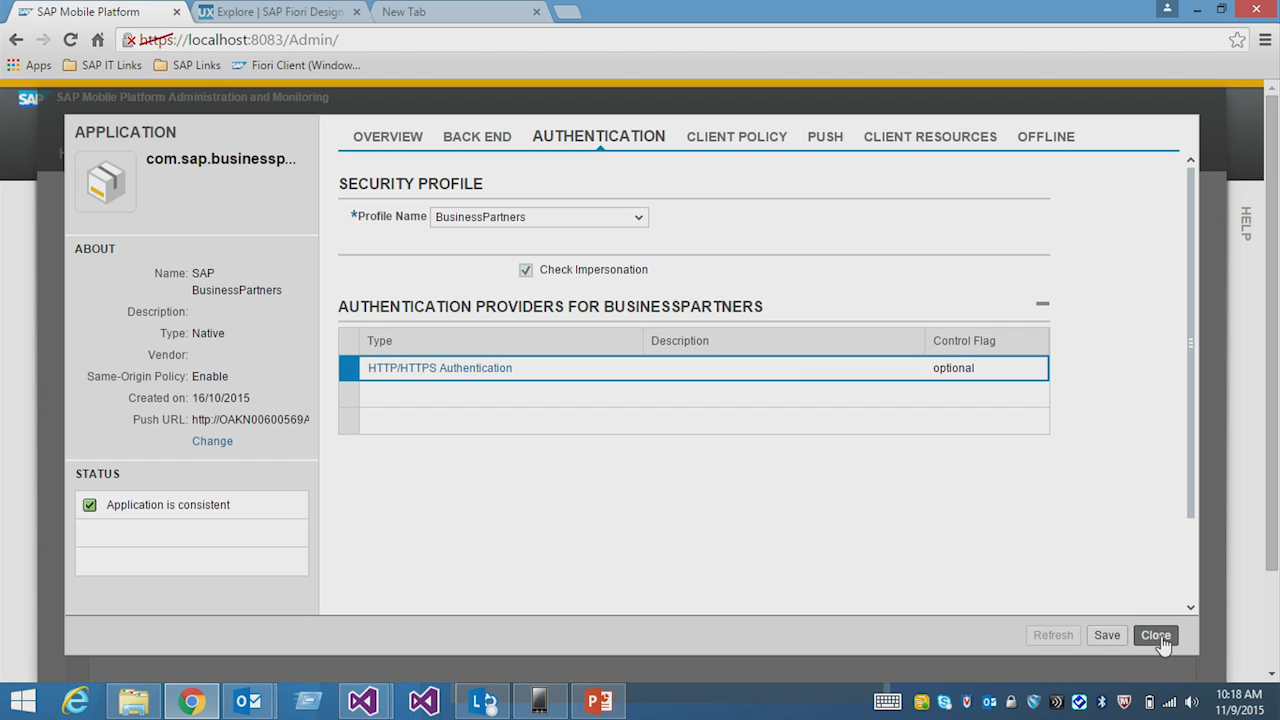 SAP Mobile Platform
UX Explore | SAP Fiori Design
New Tab
https://localhost:8083/Admin/
Apps SAP IT Links SAP Links Fiori Client (Window...
SAP SAP Mobile Platform Administration and Monitoring
APPLICATION
com.sap.businessp...
OVERVIEW BACK END AUTHENTICATION CLIENT POLICY PUSH CLIENT RESOURCES OFFLINE
HELP
ABOUT
Name: SAP
BusinessPartners
Description:
Type: Native
Vendor:
Same-Origin Policy: Enable
Created on: 16/10/2015
Push URL: http://OAKN00600569A
Change
STATUS
Application is consistent
SECURITY PROFILE
*Profile Name BusinessPartners
Check Impersonation
AUTHENTICATION PROVIDERS FOR BUSINESSPARTNERS
Type Description Control Flag
HTTP/HTTPS Authentication optional
Refresh Save Close
10:18 AM
11/9/2015